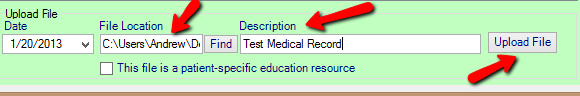 Upload File
Date File Location Description
1/20/2013 C:\Users\Andrew\D Find Test Medical Record Upload File
This file is a patient-specific education resource